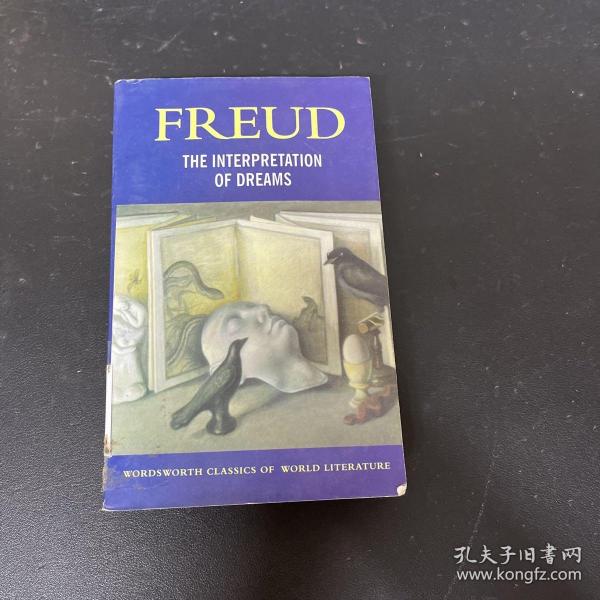 FREUD
THE INTERPRETATION
OF DREAMS
WORDSWORTH CLASSICS OF WORLD LITERATURE
孔夫子旧书网
www.kongfz.com